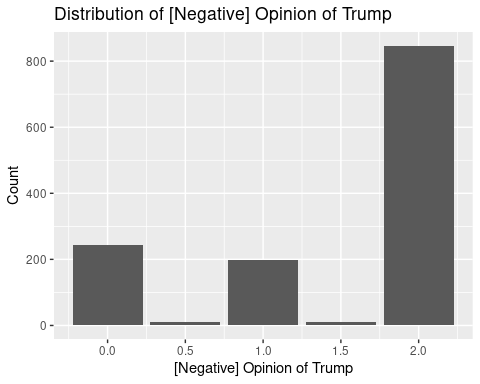 Distribution of [Negative] Opinion of Trump
Count
800
600
400
200
0
0.0 0.5 1.0 1.5 2.0
[Negative] Opinion of Trump